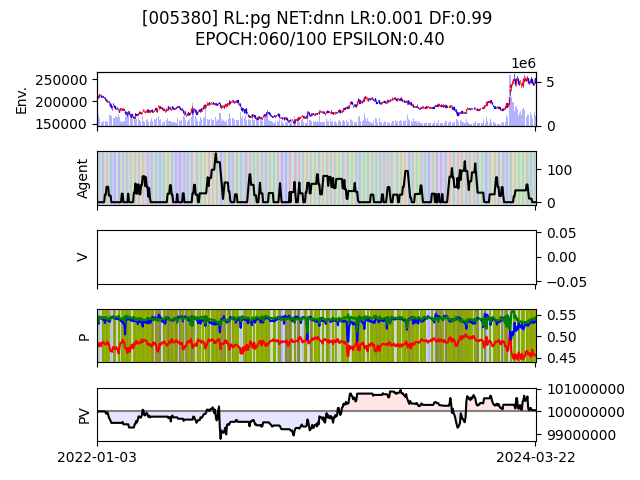 [005380] RL:pg NET:dnn LR:0.001 DF:0.99
EPOCH:060/100 EPSILON:0.40
1e6
Env.
250000
200000
150000
5
0
Agent
100
0
V
0.05
0.00
−0.05
P
0.55
0.50
0.45
PV
101000000
100000000
99000000
2022-01-03
2024-03-22